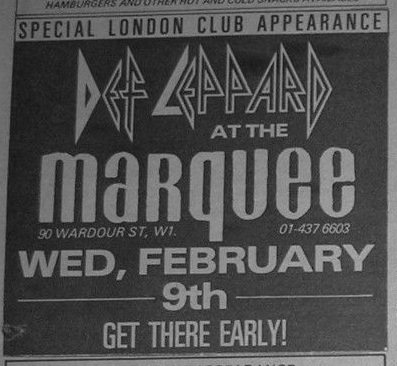 HAMBURGERS AND OTHER HOT AND COLD SNACKS AVAILABLE
SPECIAL LONDON CLUB APPEARANCE
DEF LEPPARD
AT THE
marquee
90 WARDOUR ST, W1. 01-437 6603
WED, FEBRUARY
9th
GET THERE EARLY!
APPEARANCE